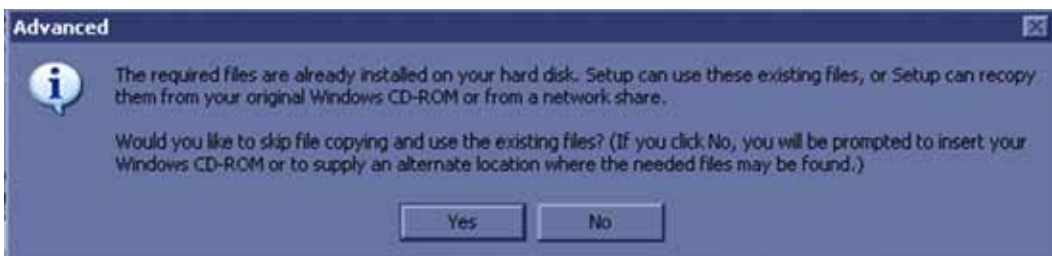 Advanced
The required files are already installed on your hard disk. Setup can use these existing files, or Setup can recopy
them from your original Windows CD-ROM or from a network share.
Would you like to skip file copying and use the existing files? (If you click No, you will be prompted to insert your
Windows CD-ROM or to supply an alternate location where the needed files may be found.)
Yes
No